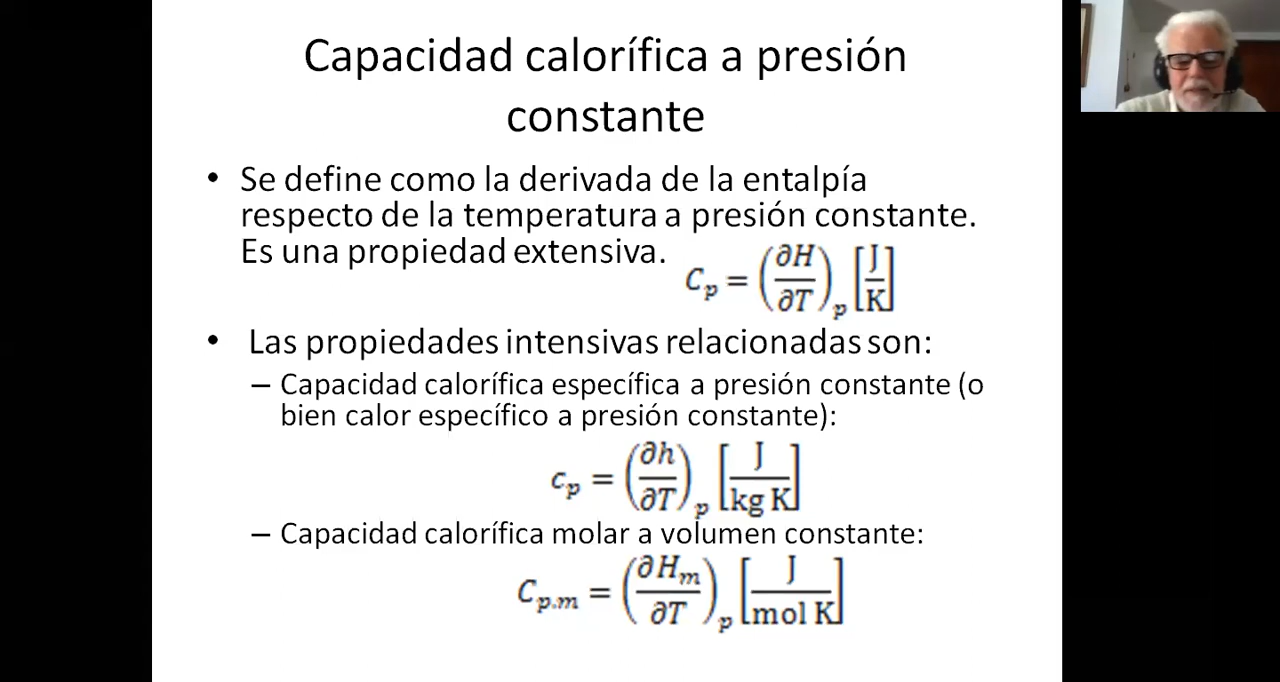 Capacidad calorífica a presión
constante
• Se define como la derivada de la entalpía
respecto de la temperatura a presión constante.
Es una propiedad extensiva.
C_p = (∂H/∂T)_p [J/K]
• Las propiedades intensivas relacionadas son:
– Capacidad calorífica específica a presión constante (o
bien calor específico a presión constante):
c_p = (∂h/∂T)_p [J/kg K]
– Capacidad calorífica molar a volumen constante:
C_p.m = (∂H_m/∂T)_p [J/mol K]